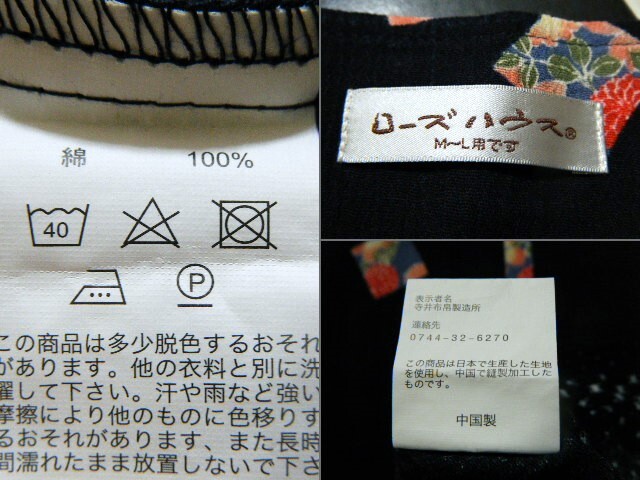 綿 100%
40
P
この商品は多少脱色するおそれ
があります。他の衣料と別に洗
濯して下さい。汗や雨など強い
摩擦により他のものに色移りす
るおそれがあります、また長時
間濡れたまま放置しないで下さ
ローズハウス®
M〜L用です
表示者名
寺井布帛製造所
連絡先
0744-32-6270
この商品は日本で生産した生地
を使用し、中国で縫製加工した
ものです。
中国製